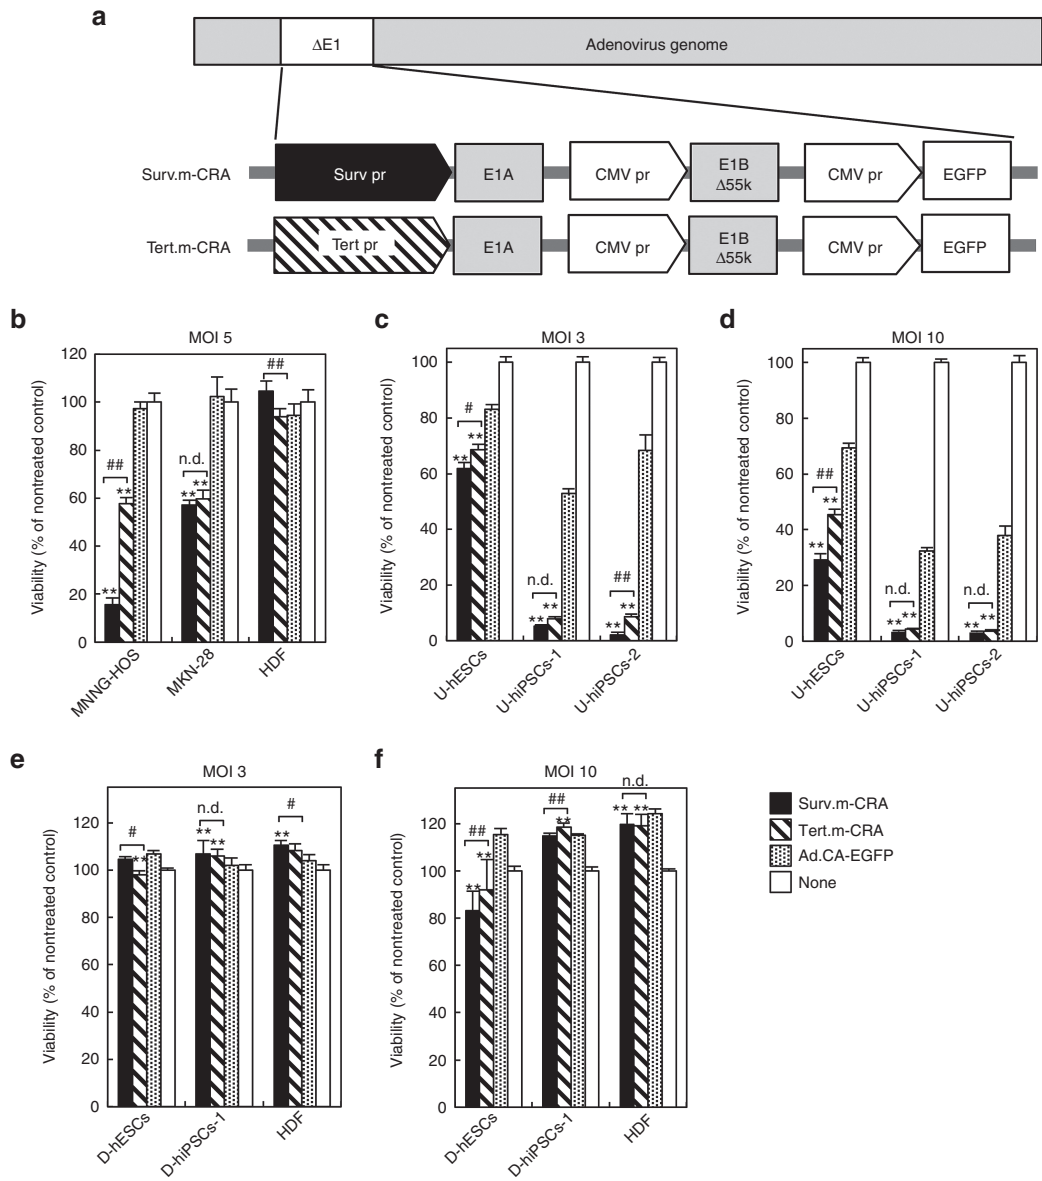 a
ΔE1
Adenovirus genome
Surv.m-CRA
Surv pr
E1A
CMV pr
E1B
Δ55k
CMV pr
EGFP
Tert.m-CRA
Tert pr
E1A
CMV pr
E1B
Δ55k
CMV pr
EGFP
b
MOI 5
Viability (% of nontreated control)
120
100
80
60
40
20
0
##
**
**
n.d.
**
**
##
MNNG-HOS
MKN-28
HDF
c
MOI 3
Viability (% of nontreated control)
100
80
60
40
20
0
#
**
**
n.d.
**
**
##
**
**
U-hESCs
U-hiPSCs-1
U-hiPSCs-2
d
MOI 10
Viability (% of nontreated control)
100
80
60
40
20
0
##
**
**
n.d.
**
**
n.d.
**
**
U-hESCs
U-hiPSCs-1
U-hiPSCs-2
e
MOI 3
Viability (% of nontreated control)
120
100
80
60
40
20
0
#
**
n.d.
**
**
#
**
D-hESCs
D-hiPSCs-1
HDF
f
MOI 10
Viability (% of nontreated control)
120
100
80
60
40
20
0
##
**
**
##
**
n.d.
**
**
D-hESCs
D-hiPSCs-1
HDF
Surv.m-CRA
Tert.m-CRA
Ad.CA-EGFP
None